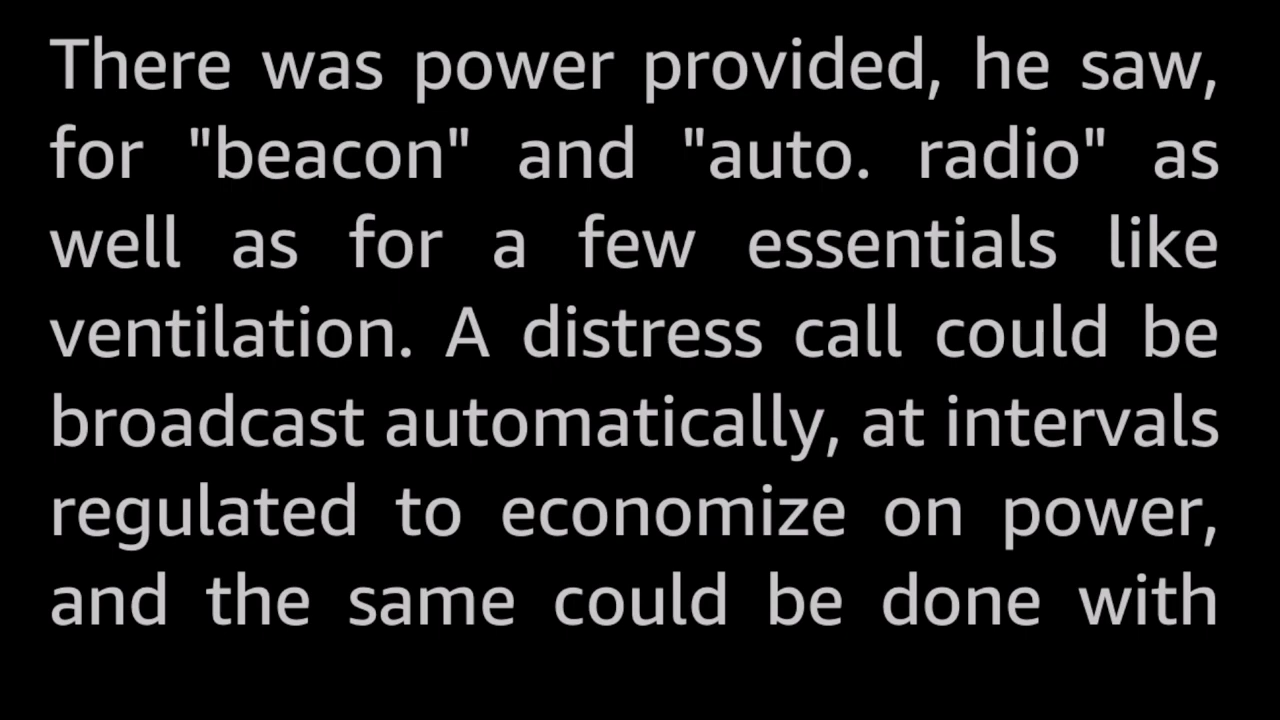 There was power provided, he saw,
for "beacon" and "auto. radio" as
well as for a few essentials like
ventilation. A distress call could be
broadcast automatically, at intervals
regulated to economize on power,
and the same could be done with